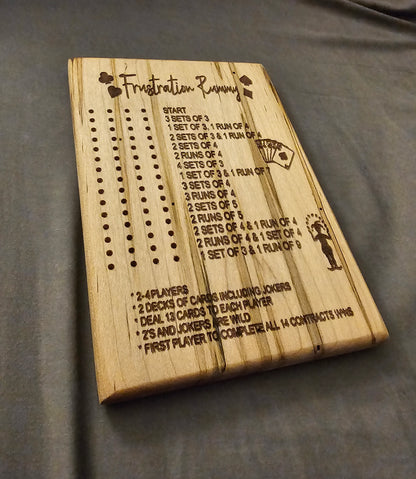 Frustration Rummy
START
3 SETS OF 3
1 SET OF 3, 1 RUN OF 4
2 SETS OF 3 & 1 RUN OF 4
2 SETS OF 4
2 RUNS OF 4
4 SETS OF 3
1 SET OF 3 & 1 RUN OF
3 SETS OF 4
3 RUNS OF 4
2 SETS OF 5
2 RUNS OF 5
2 SETS OF 4 & 1 RUN OF 4
2 RUNS OF 4 & 1 SET OF 4
1 SET OF 3 & 1 RUN OF 9
* 2-4 PLAYERS
* 2 DECKS OF CARDS INCLUDING JOKERS
* DEAL 13 CARDS TO EACH PLAYER
* 2'S AND JOKERS ARE WILD
* FIRST PLAYER TO COMPLETE ALL 14 CONTRACTS WINS